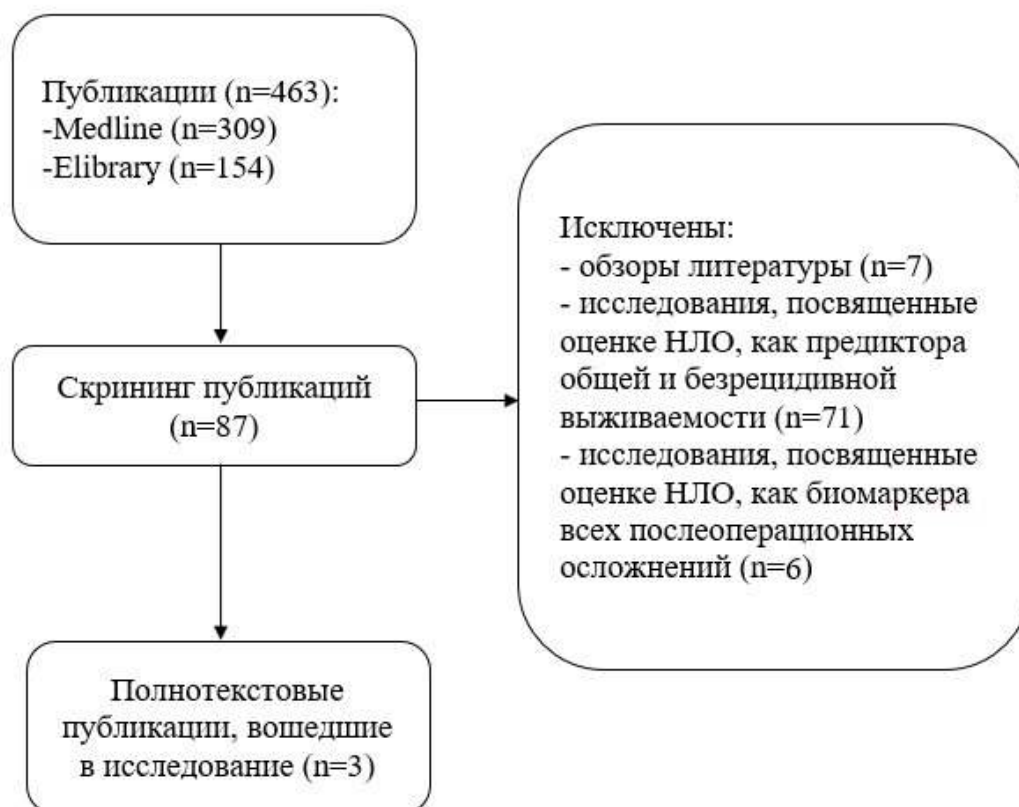 Публикации (n=463):
-Medline (n=309)
-Elibrary (n=154)
Исключены:
- обзоры литературы (n=7)
- исследования, посвященные
оценке НЛО, как предиктора
общей и безрецидивной
выживаемости (n=71)
- исследования, посвященные
оценке НЛО, как биомаркера
всех послеоперационных
осложнений (n=6)
Скрининг публикаций
(n=87)
Полнотекстовые
публикации, вошедшие
в исследование (n=3)